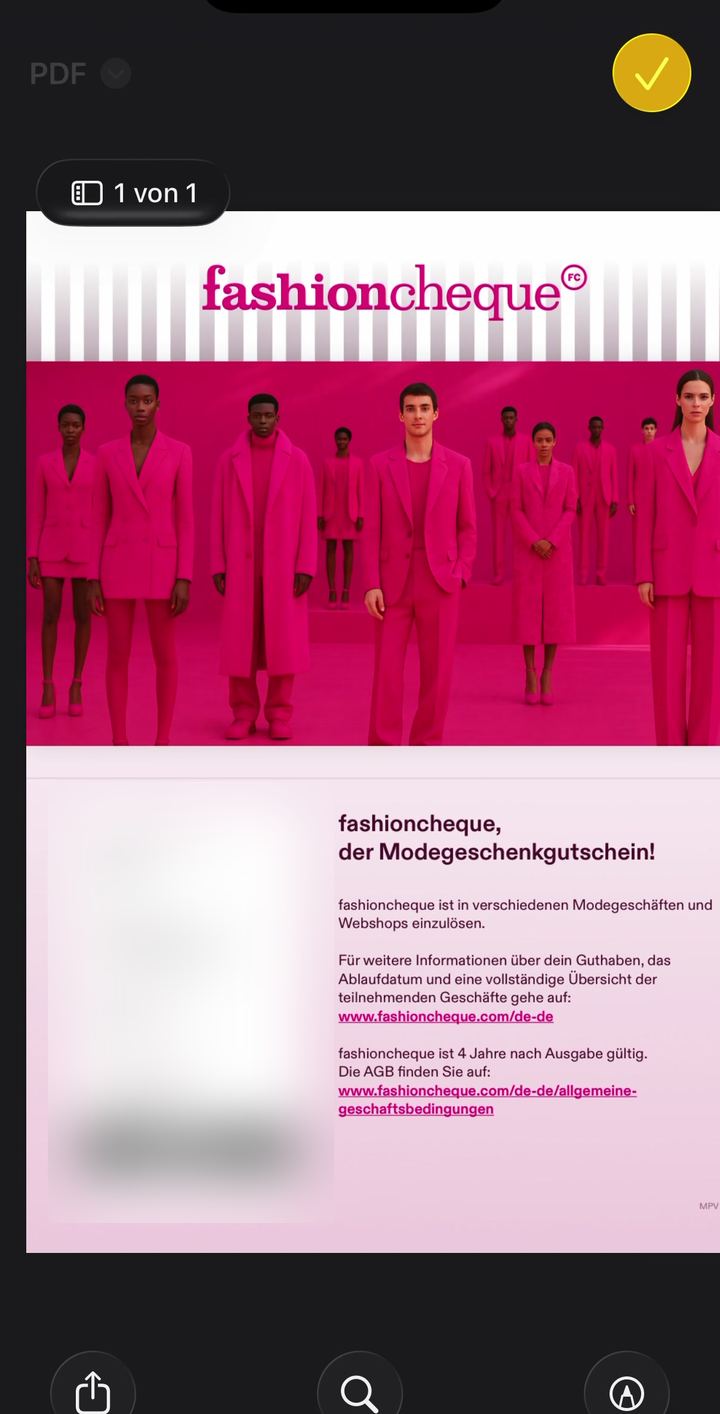 PDF
1 von 1
fashioncheque FC
fashioncheque,
der Modegeschenkgutschein!
fashioncheque ist in verschiedenen Modegeschäften und
Webshops einzulösen.
Für weitere Informationen über dein Guthaben, das
Ablaufdatum und eine vollständige Übersicht der
teilnehmenden Geschäfte gehe auf:
www.fashioncheque.com/de-de
fashioncheque ist 4 Jahre nach Ausgabe gültig.
Die AGB finden Sie auf:
www.fashioncheque.com/de-de/allgemeine-
geschaftsbedingungen
MPV